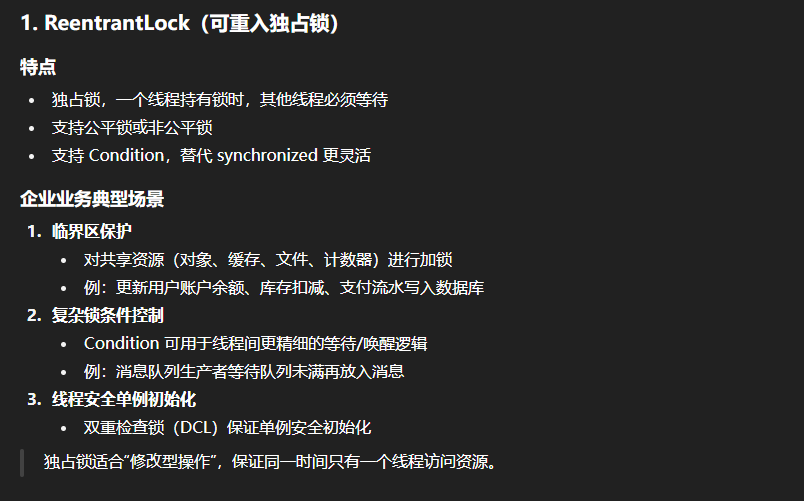 1. ReentrantLock（可重入独占锁）
特点
• 独占锁，一个线程持有锁时，其他线程必须等待
• 支持公平锁或非公平锁
• 支持 Condition，替代 synchronized 更灵活
企业业务典型场景
1. 临界区保护
• 对共享资源（对象、缓存、文件、计数器）进行加锁
• 例：更新用户账户余额、库存扣减、支付流水写入数据库
2. 复杂锁条件控制
• Condition 可用于线程间更精细的等待/唤醒逻辑
• 例：消息队列生产者等待队列未满再放入消息
3. 线程安全单例初始化
• 双重检查锁（DCL）保证单例安全初始化
独占锁适合“修改型操作”，保证同一时间只有一个线程访问资源。